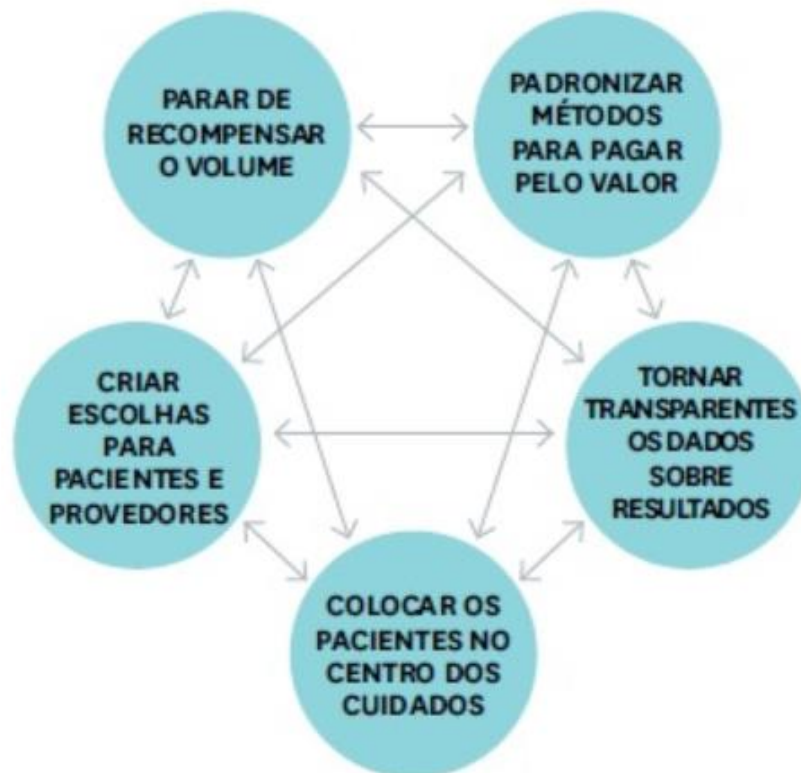 PARAR DE
RECOMPENSAR
O VOLUME
PADRONIZAR
MÉTODOS
PARA PAGAR
PELO VALOR
CRIAR
ESCOLHAS
PARA
PACIENTES E
PROVEDORES
TORNAR
TRANSPARENTES
OS DADOS
SOBRE
RESULTADOS
COLOCAR OS
PACIENTES NO
CENTRO DOS
CUIDADOS